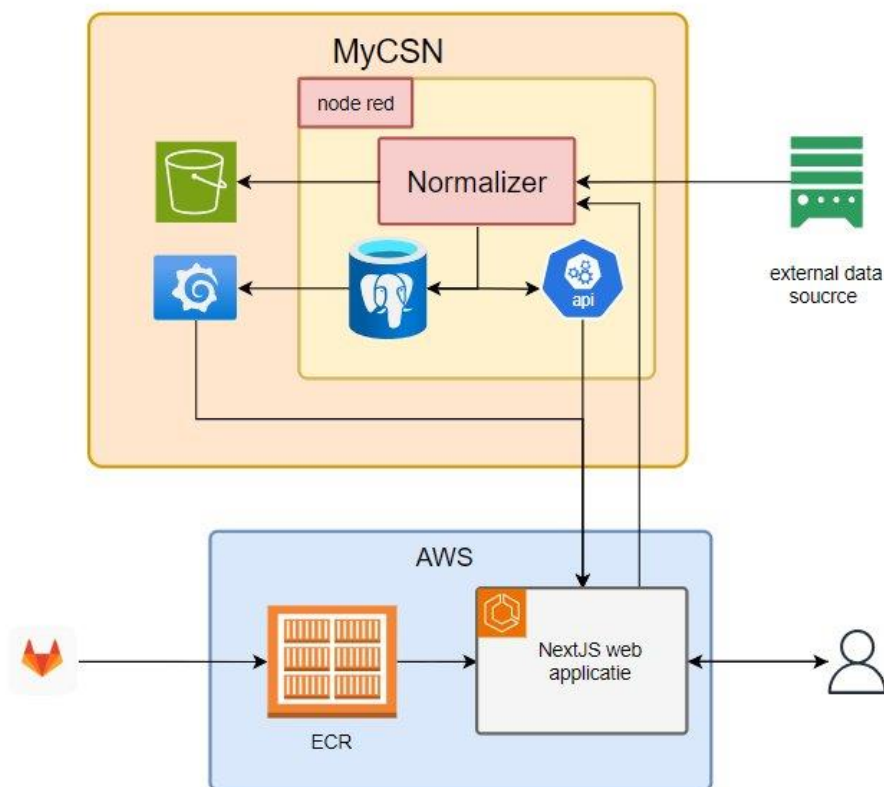 MyCSN
node red
Normalizer
api
external data
soucrce
AWS
NextJS web
applicatie
ECR